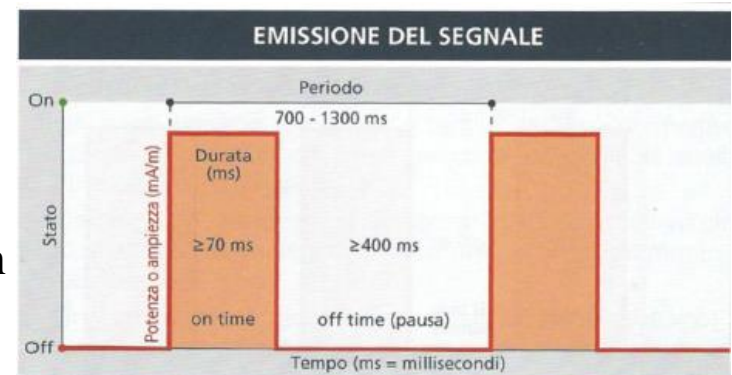 EMISSIONE DEL SEGNALE
Periodo
On
700 - 1300 ms
Durata
(ms)
Stato
Potenza o ampiezza (mA/m)
≥70 ms
≥400 ms
on time
off time (pausa)
Off
Tempo (ms = millisecondi)